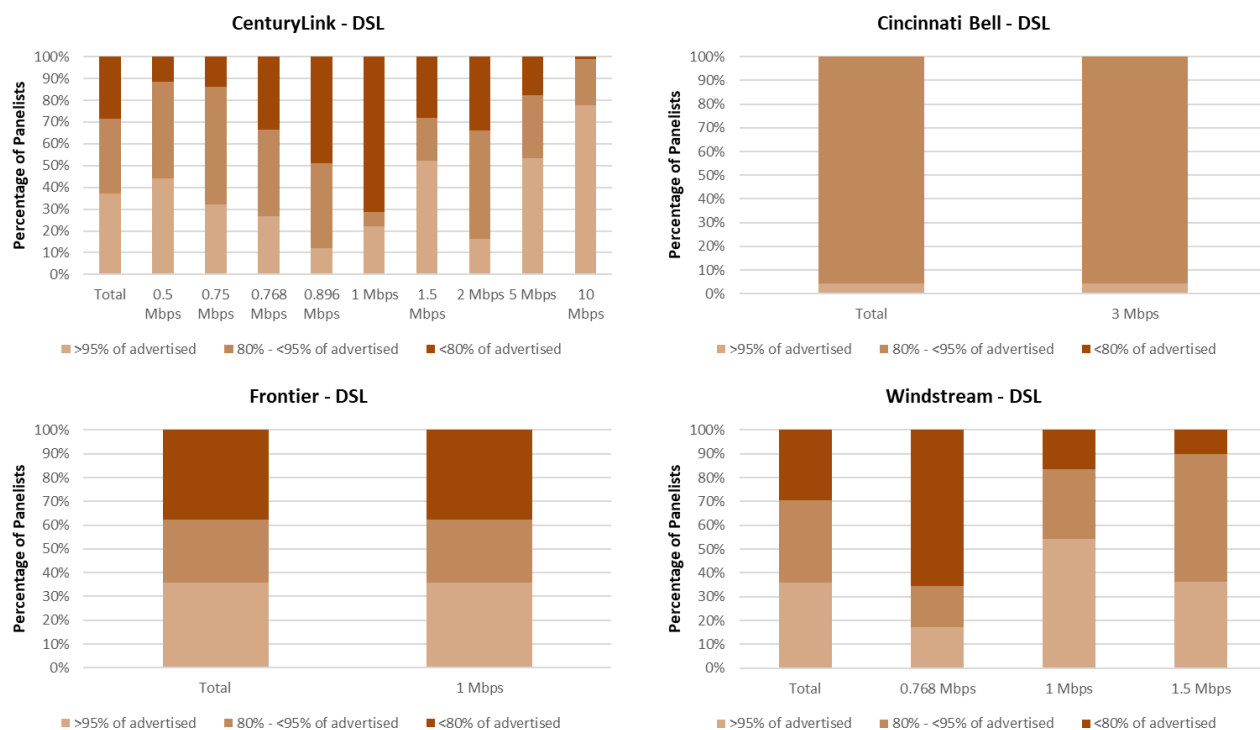 CenturyLink - DSL
Percentage of Panelists
100%
90%
80%
70%
60%
50%
40%
30%
20%
10%
0%
Total 0.5 Mbps 0.75 Mbps 0.768 Mbps 0.896 Mbps 1 Mbps 1.5 Mbps 2 Mbps 5 Mbps 10 Mbps
>95% of advertised 80% - <95% of advertised <80% of advertised
Cincinnati Bell - DSL
Percentage of Panelists
100%
90%
80%
70%
60%
50%
40%
30%
20%
10%
0%
Total 3 Mbps
>95% of advertised 80% - <95% of advertised <80% of advertised
Frontier - DSL
Percentage of Panelists
100%
90%
80%
70%
60%
50%
40%
30%
20%
10%
0%
Total 1 Mbps
>95% of advertised 80% - <95% of advertised <80% of advertised
Windstream - DSL
Percentage of Panelists
100%
90%
80%
70%
60%
50%
40%
30%
20%
10%
0%
Total 0.768 Mbps 1 Mbps 1.5 Mbps
>95% of advertised 80% - <95% of advertised <80% of advertised